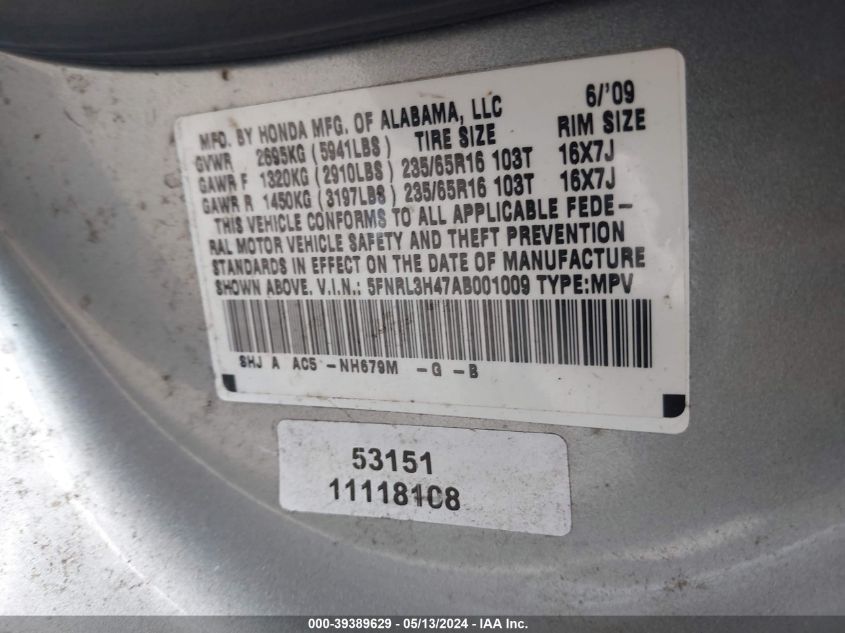 MFD. BY HONDA MFG. OF ALABAMA, LLC 6/'09
GVWR 2695KG (5941LBS) TIRE SIZE RIM SIZE
GAWR F 1320KG (2910LBS) 235/65R16 103T 16X7J
GAWR R 1450KG (3197LBS) 235/65R16 103T 16X7J
THIS VEHICLE CONFORMS TO ALL APPLICABLE FEDE-
RAL MOTOR VEHICLE SAFETY AND THEFT PREVENTION
STANDARDS IN EFFECT ON THE DATE OF MANUFACTURE
SHOWN ABOVE. V.I.N.: 5FNRL3H47AB001009 TYPE:MPV
SHJ A AC5 -NH679M -G -B
53151
11118108
000-39389629 — 05/13/2024 — IAA Inc.